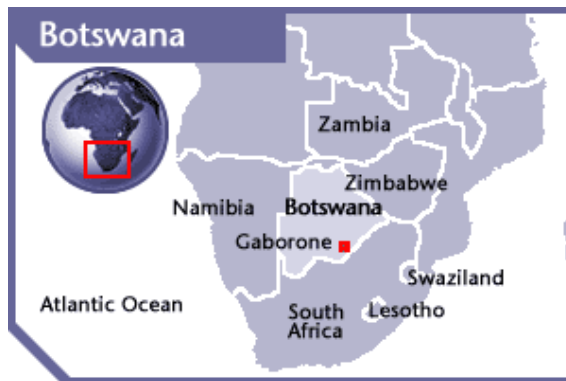 Botswana
Zambia
Zimbabwe
Namibia
Botswana
Gaborone
Swaziland
Atlantic Ocean
South
Africa
Lesotho